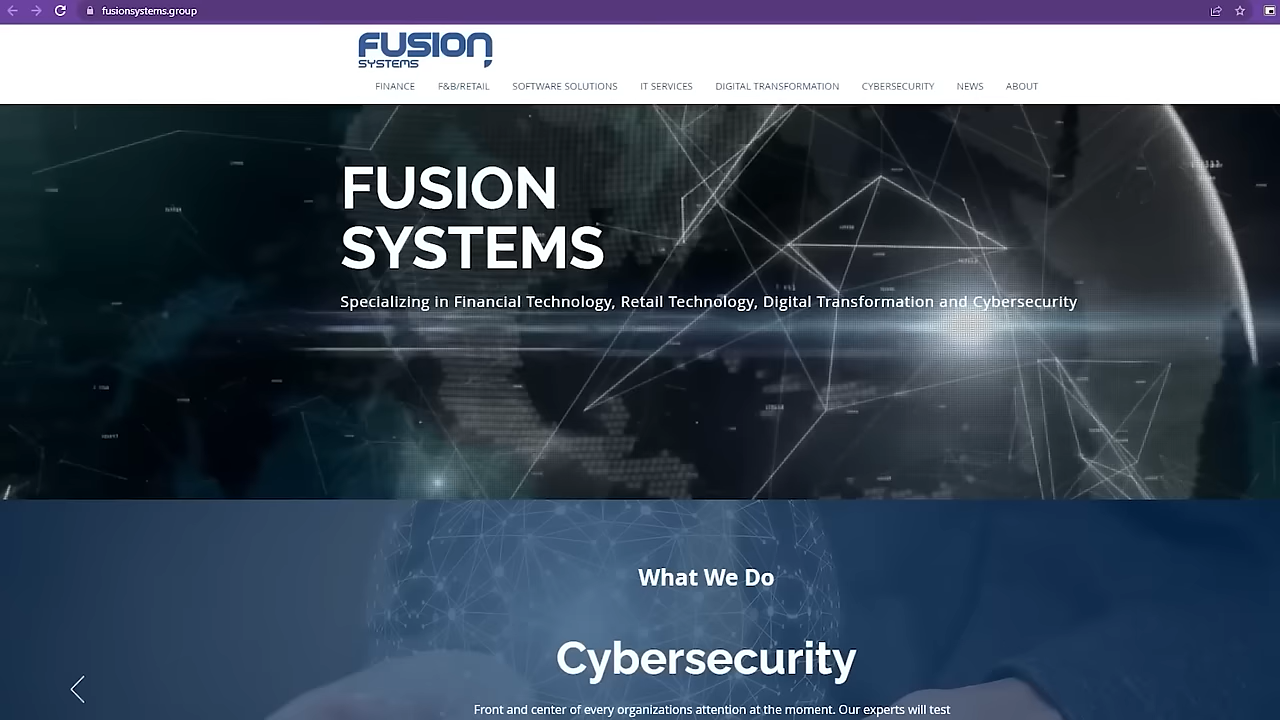 fusionsystems.group
FUSION
SYSTEMS
FINANCE F&B/RETAIL SOFTWARE SOLUTIONS IT SERVICES DIGITAL TRANSFORMATION CYBERSECURITY NEWS ABOUT
FUSION
SYSTEMS
Specializing in Financial Technology, Retail Technology, Digital Transformation and Cybersecurity
What We Do
Cybersecurity
Front and center of every organizations attention at the moment. Our experts will test